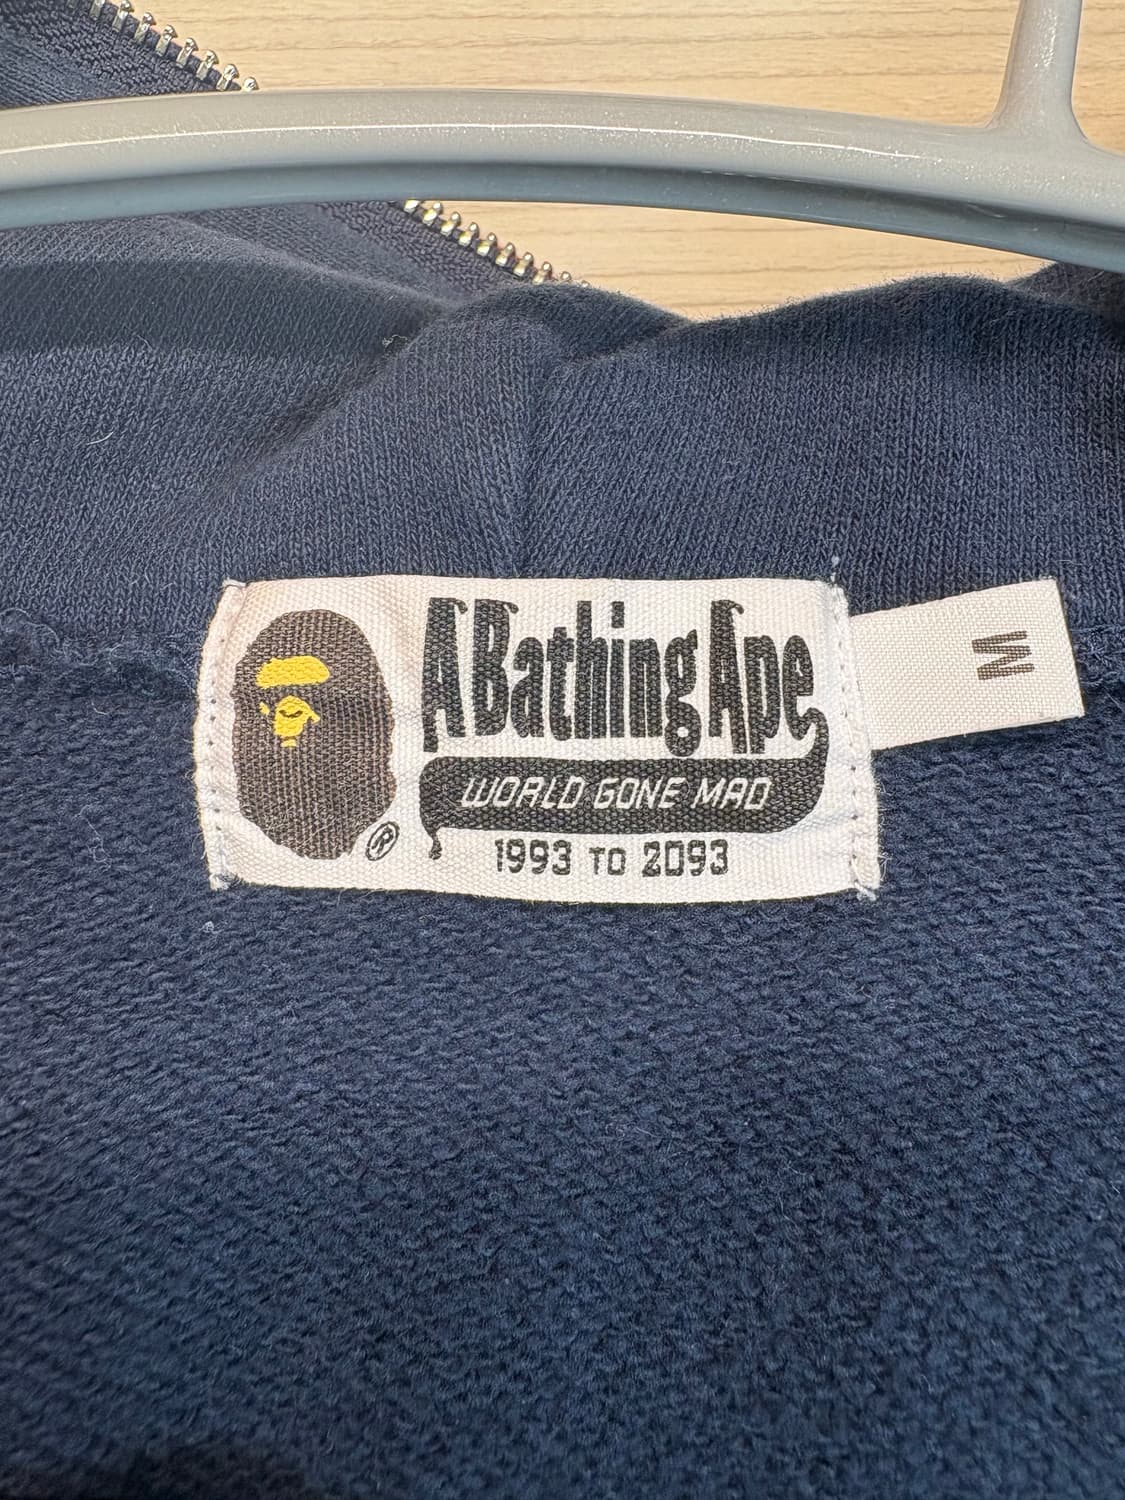 A Bathing Ape
WORLD GONE MAD
1993 TO 2093
®
M